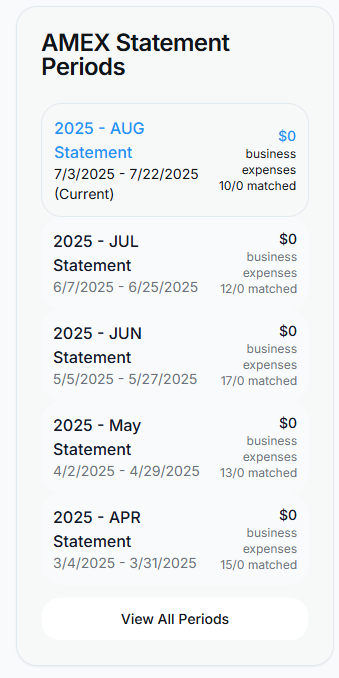 AMEX Statement
Periods
2025 - AUG
Statement
7/3/2025 - 7/22/2025
(Current)
$0
business
expenses
10/0 matched
2025 - JUL
Statement
6/7/2025 - 6/25/2025
$0
business
expenses
12/0 matched
2025 - JUN
Statement
5/5/2025 - 5/27/2025
$0
business
expenses
17/0 matched
2025 - May
Statement
4/2/2025 - 4/29/2025
$0
business
expenses
13/0 matched
2025 - APR
Statement
3/4/2025 - 3/31/2025
$0
business
expenses
15/0 matched
View All Periods